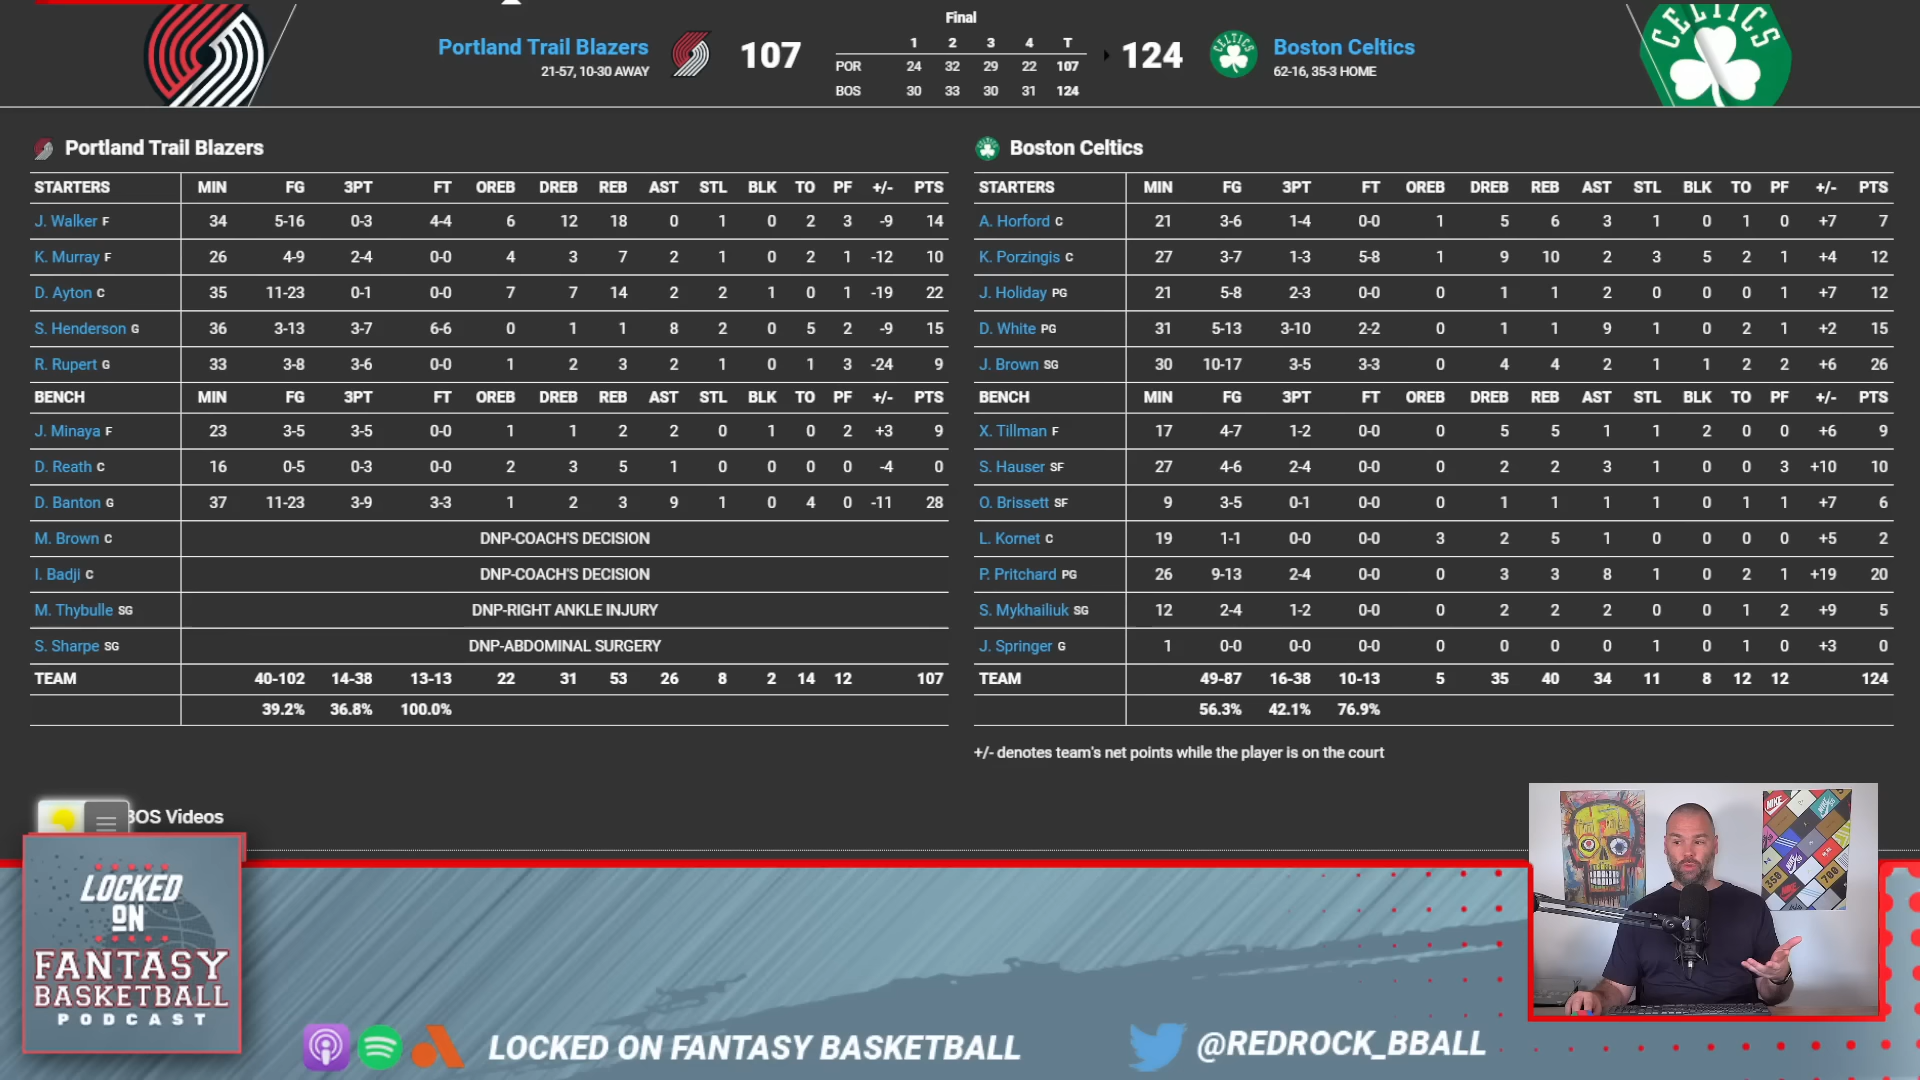 Final
Portland Trail Blazers
21-57, 10-30 AWAY
107
1 2 3 4 T
POR 24 32 29 22 107
BOS 30 33 30 31 124
124
Boston Celtics
62-16, 35-3 HOME
CELTICS
CELTICS
Portland Trail Blazers
STARTERS MIN FG 3PT FT OREB DREB REB AST STL BLK TO PF +/- PTS
J. Walker F 34 5-16 0-3 4-4 6 12 18 0 1 0 2 3 -9 14
K. Murray F 26 4-9 2-4 0-0 4 3 7 2 1 0 2 1 -12 10
D. Ayton C 35 11-23 0-1 0-0 7 7 14 2 2 1 0 1 -19 22
S. Henderson G 36 3-13 3-7 6-6 0 1 1 8 2 0 5 2 -9 15
R. Rupert G 33 3-8 3-6 0-0 1 2 3 2 1 0 1 3 -24 9
BENCH MIN FG 3PT FT OREB DREB REB AST STL BLK TO PF +/- PTS
J. Minaya F 23 3-5 3-5 0-0 1 1 2 2 0 1 0 2 +3 9
D. Reath C 16 0-5 0-3 0-0 2 3 5 1 0 0 0 0 -4 0
D. Banton G 37 11-23 3-9 3-3 1 2 3 9 1 0 4 0 -11 28
M. Brown C DNP-COACH'S DECISION
I. Badji C DNP-COACH'S DECISION
M. Thybulle SG DNP-RIGHT ANKLE INJURY
S. Sharpe SG DNP-ABDOMINAL SURGERY
TEAM 40-102 14-38 13-13 22 31 53 26 8 2 14 12 107
39.2% 36.8% 100.0%
Boston Celtics
STARTERS MIN FG 3PT FT OREB DREB REB AST STL BLK TO PF +/- PTS
A. Horford C 21 3-6 1-4 0-0 1 5 6 3 1 0 1 0 +7 7
K. Porzingis C 27 3-7 1-3 5-8 1 9 10 2 3 5 2 1 +4 12
J. Holiday PG 21 5-8 2-3 0-0 0 1 1 2 0 0 0 1 +7 12
D. White PG 31 5-13 3-10 2-2 0 1 1 9 1 0 2 1 +2 15
J. Brown SG 30 10-17 3-5 3-3 0 4 4 2 1 1 2 2 +6 26
BENCH MIN FG 3PT FT OREB DREB REB AST STL BLK TO PF +/- PTS
X. Tillman F 17 4-7 1-2 0-0 0 5 5 1 1 2 0 0 +6 9
S. Hauser SF 27 4-6 2-4 0-0 0 2 2 3 1 0 0 3 +10 10
O. Brissett SF 9 3-5 0-1 0-0 0 1 1 1 1 0 1 1 +7 6
L. Kornet C 19 1-1 0-0 0-0 3 2 5 1 0 0 0 0 +5 2
P. Pritchard PG 26 9-13 2-4 0-0 0 3 3 8 1 0 2 1 +19 20
S. Mykhailiuk SG 12 2-4 1-2 0-0 0 2 2 2 0 0 1 2 +9 5
J. Springer G 1 0-0 0-0 0-0 0 0 0 0 1 0 1 0 +3 0
TEAM 49-87 16-38 10-13 5 35 40 34 11 8 12 12 124
56.3% 42.1% 76.9%
+/- denotes team's net points while the player is on the court
BOS Videos
LOCKED
ON
FANTASY
BASKETBALL
PODCAST
LOCKED ON FANTASY BASKETBALL
@REDROCK_BBALL
NIKE
350
700